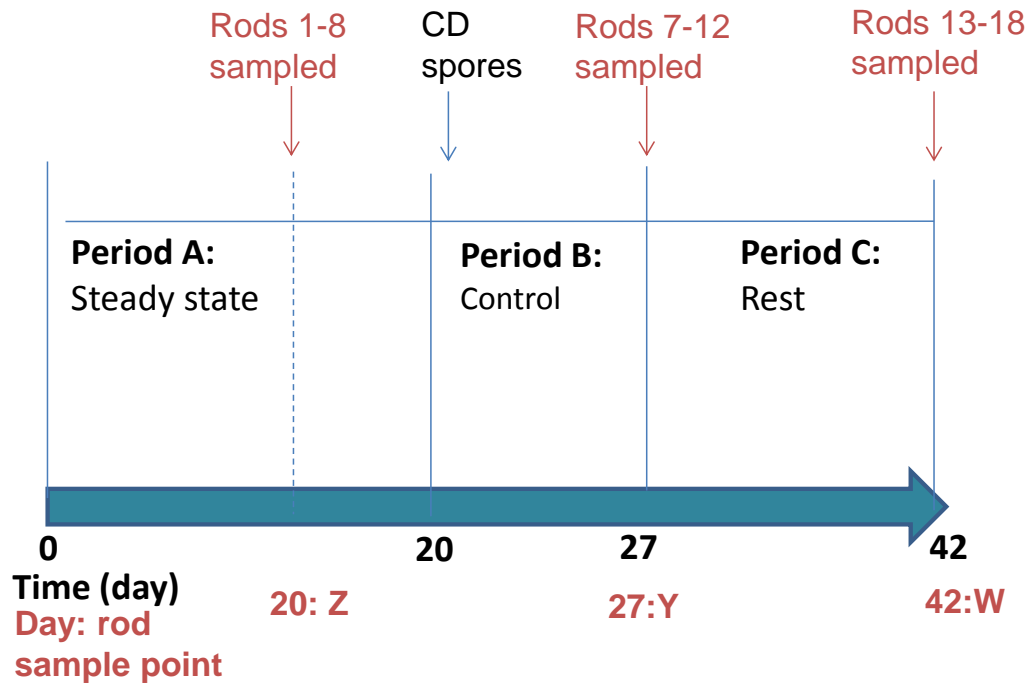 Rods 1-8
sampled
CD
spores
Rods 7-12
sampled
Rods 13-18
sampled
Period A:
Steady state
Period B:
Control
Period C:
Rest
0
20
27
42
Time (day)
Day: rod
sample point
20: Z
27:Y
42:W